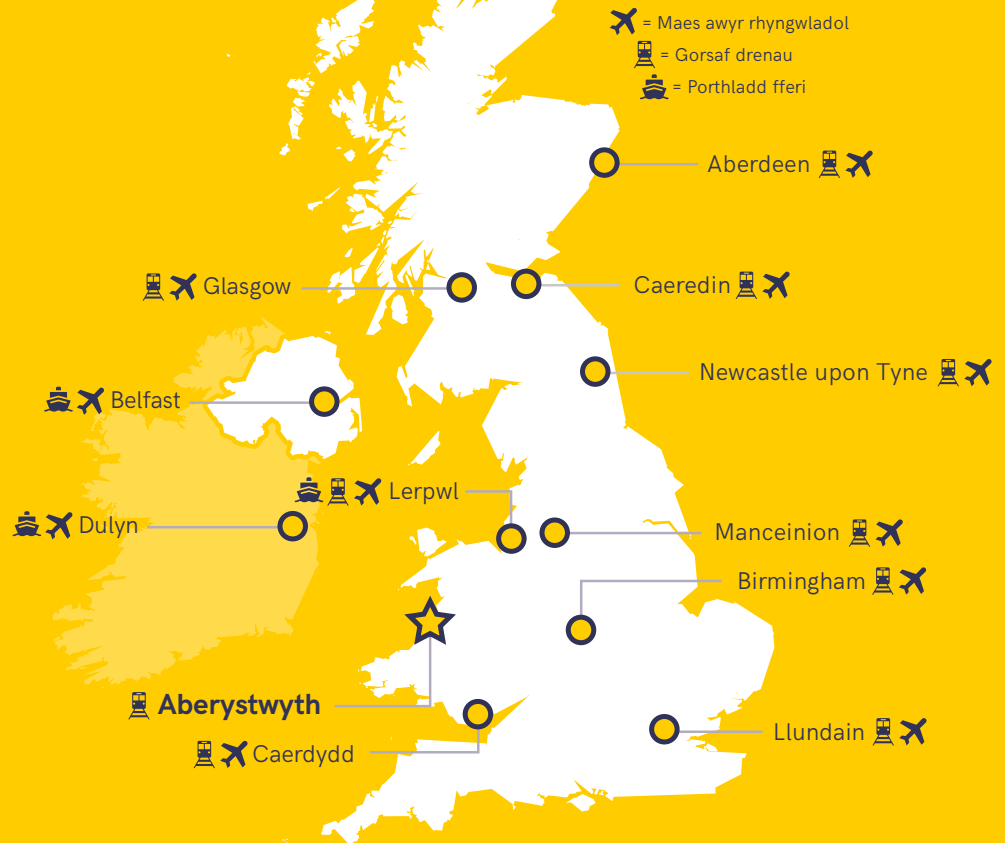 = Maes awyr rhyngwladol
= Gorsaf drenau
= Porthladd fferi
Aberdeen
Glasgow
Caeredin
Newcastle upon Tyne
Belfast
Lerpwl
Dulyn
Manceinion
Birmingham
Aberystwyth
Llundain
Caerdydd